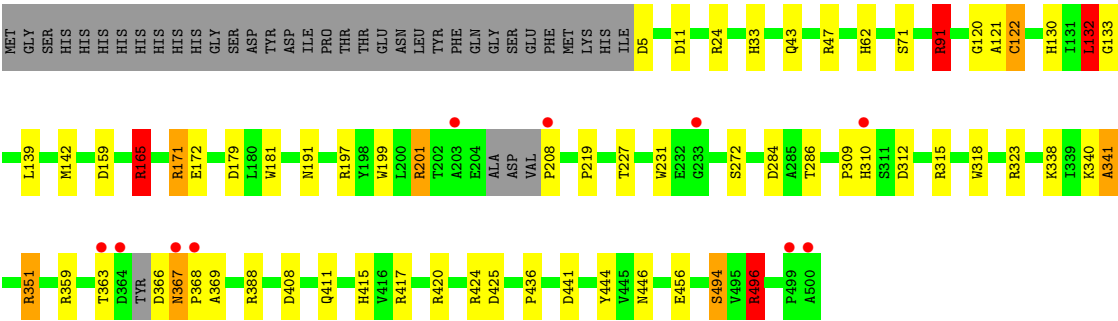 MET GLY SER HIS HIS HIS HIS HIS HIS HIS HIS HIS HIS GLY SER ASP TYR ASP ILE PRO THR THR GLU ASN LEU TYR PHE GLN GLY SER GLU PHE MET LYS HIS ILE D5 D11 R24 H33 Q43 R47 H62 S71 R91 G120 A121 C122 H130 I131 L132 G133
L139 M142 D159 R165 R171 E172 D179 L180 W181 N191 R197 Y198 W199 L200 R201 T202 A203 E204 ALA ASP VAL P208 P219 T227 W231 E232 G233 S272 D284 A285 T286 P309 H310 S311 D312 R315 W318 R323 K338 I339 K340 A341
R351 R359 T363 D364 TYR D366 N367 P368 A369 R388 D408 Q411 H415 V416 R417 R420 R424 D425 P436 D441 Y444 V445 N446 E456 S494 V495 R496 P499 A500